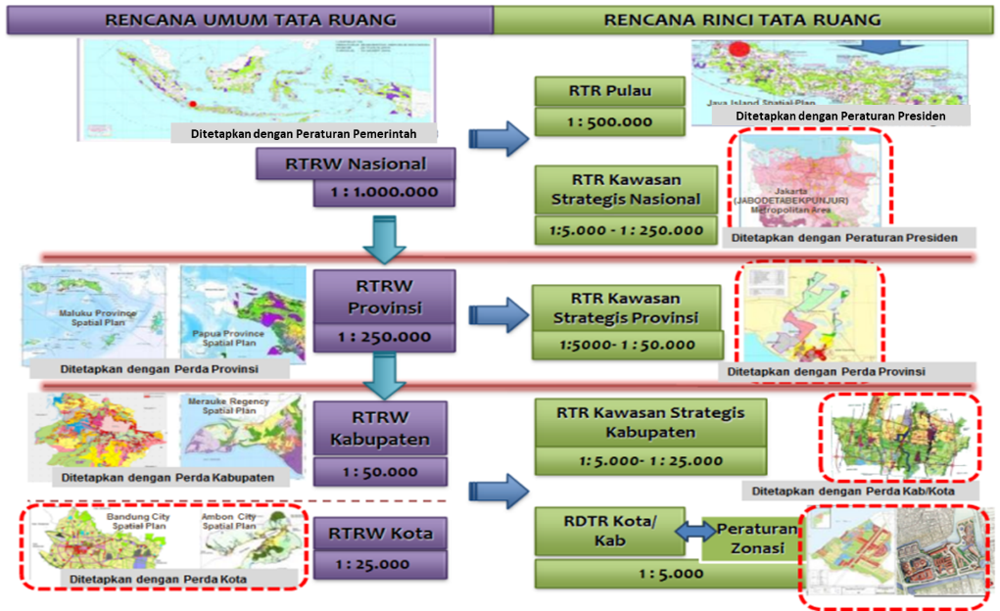 RENCANA UMUM TATA RUANG
RENCANA RINCI TATA RUANG
Ditetapkan dengan Peraturan Pemerintah
RTRW Nasional
1 : 1.000.000
RTR Pulau
1 : 500.000
Java Island Spatial Plan
Ditetapkan dengan Peraturan Presiden
RTR Kawasan
Strategis Nasional
1:5.000 - 1 : 250.000
Jakarta
(JABODETABEKPUNJUR)
Metropolitan Area
Ditetapkan dengan Peraturan Presiden
Maluku Province
Spatial Plan
Papua Province
Spatial Plan
Ditetapkan dengan Perda Provinsi
RTRW
Provinsi
1 : 250.000
RTR Kawasan
Strategis Provinsi
1:5000- 1 : 50.000
Ditetapkan dengan Perda Provinsi
Merauke Regency
Spatial Plan
Ditetapkan dengan Perda Kabupaten
RTRW
Kabupaten
1 : 50.000
RTR Kawasan Strategis
Kabupaten
1: 5.000- 1 : 25.000
Ditetapkan dengan Perda Kab/Kota
Bandung City
Spatial Plan
Ambon City
Spatial Plan
Ditetapkan dengan Perda Kota
RTRW Kota
1 : 25.000
RDTR Kota/
Kab
Peraturan
Zonasi
1 : 5.000